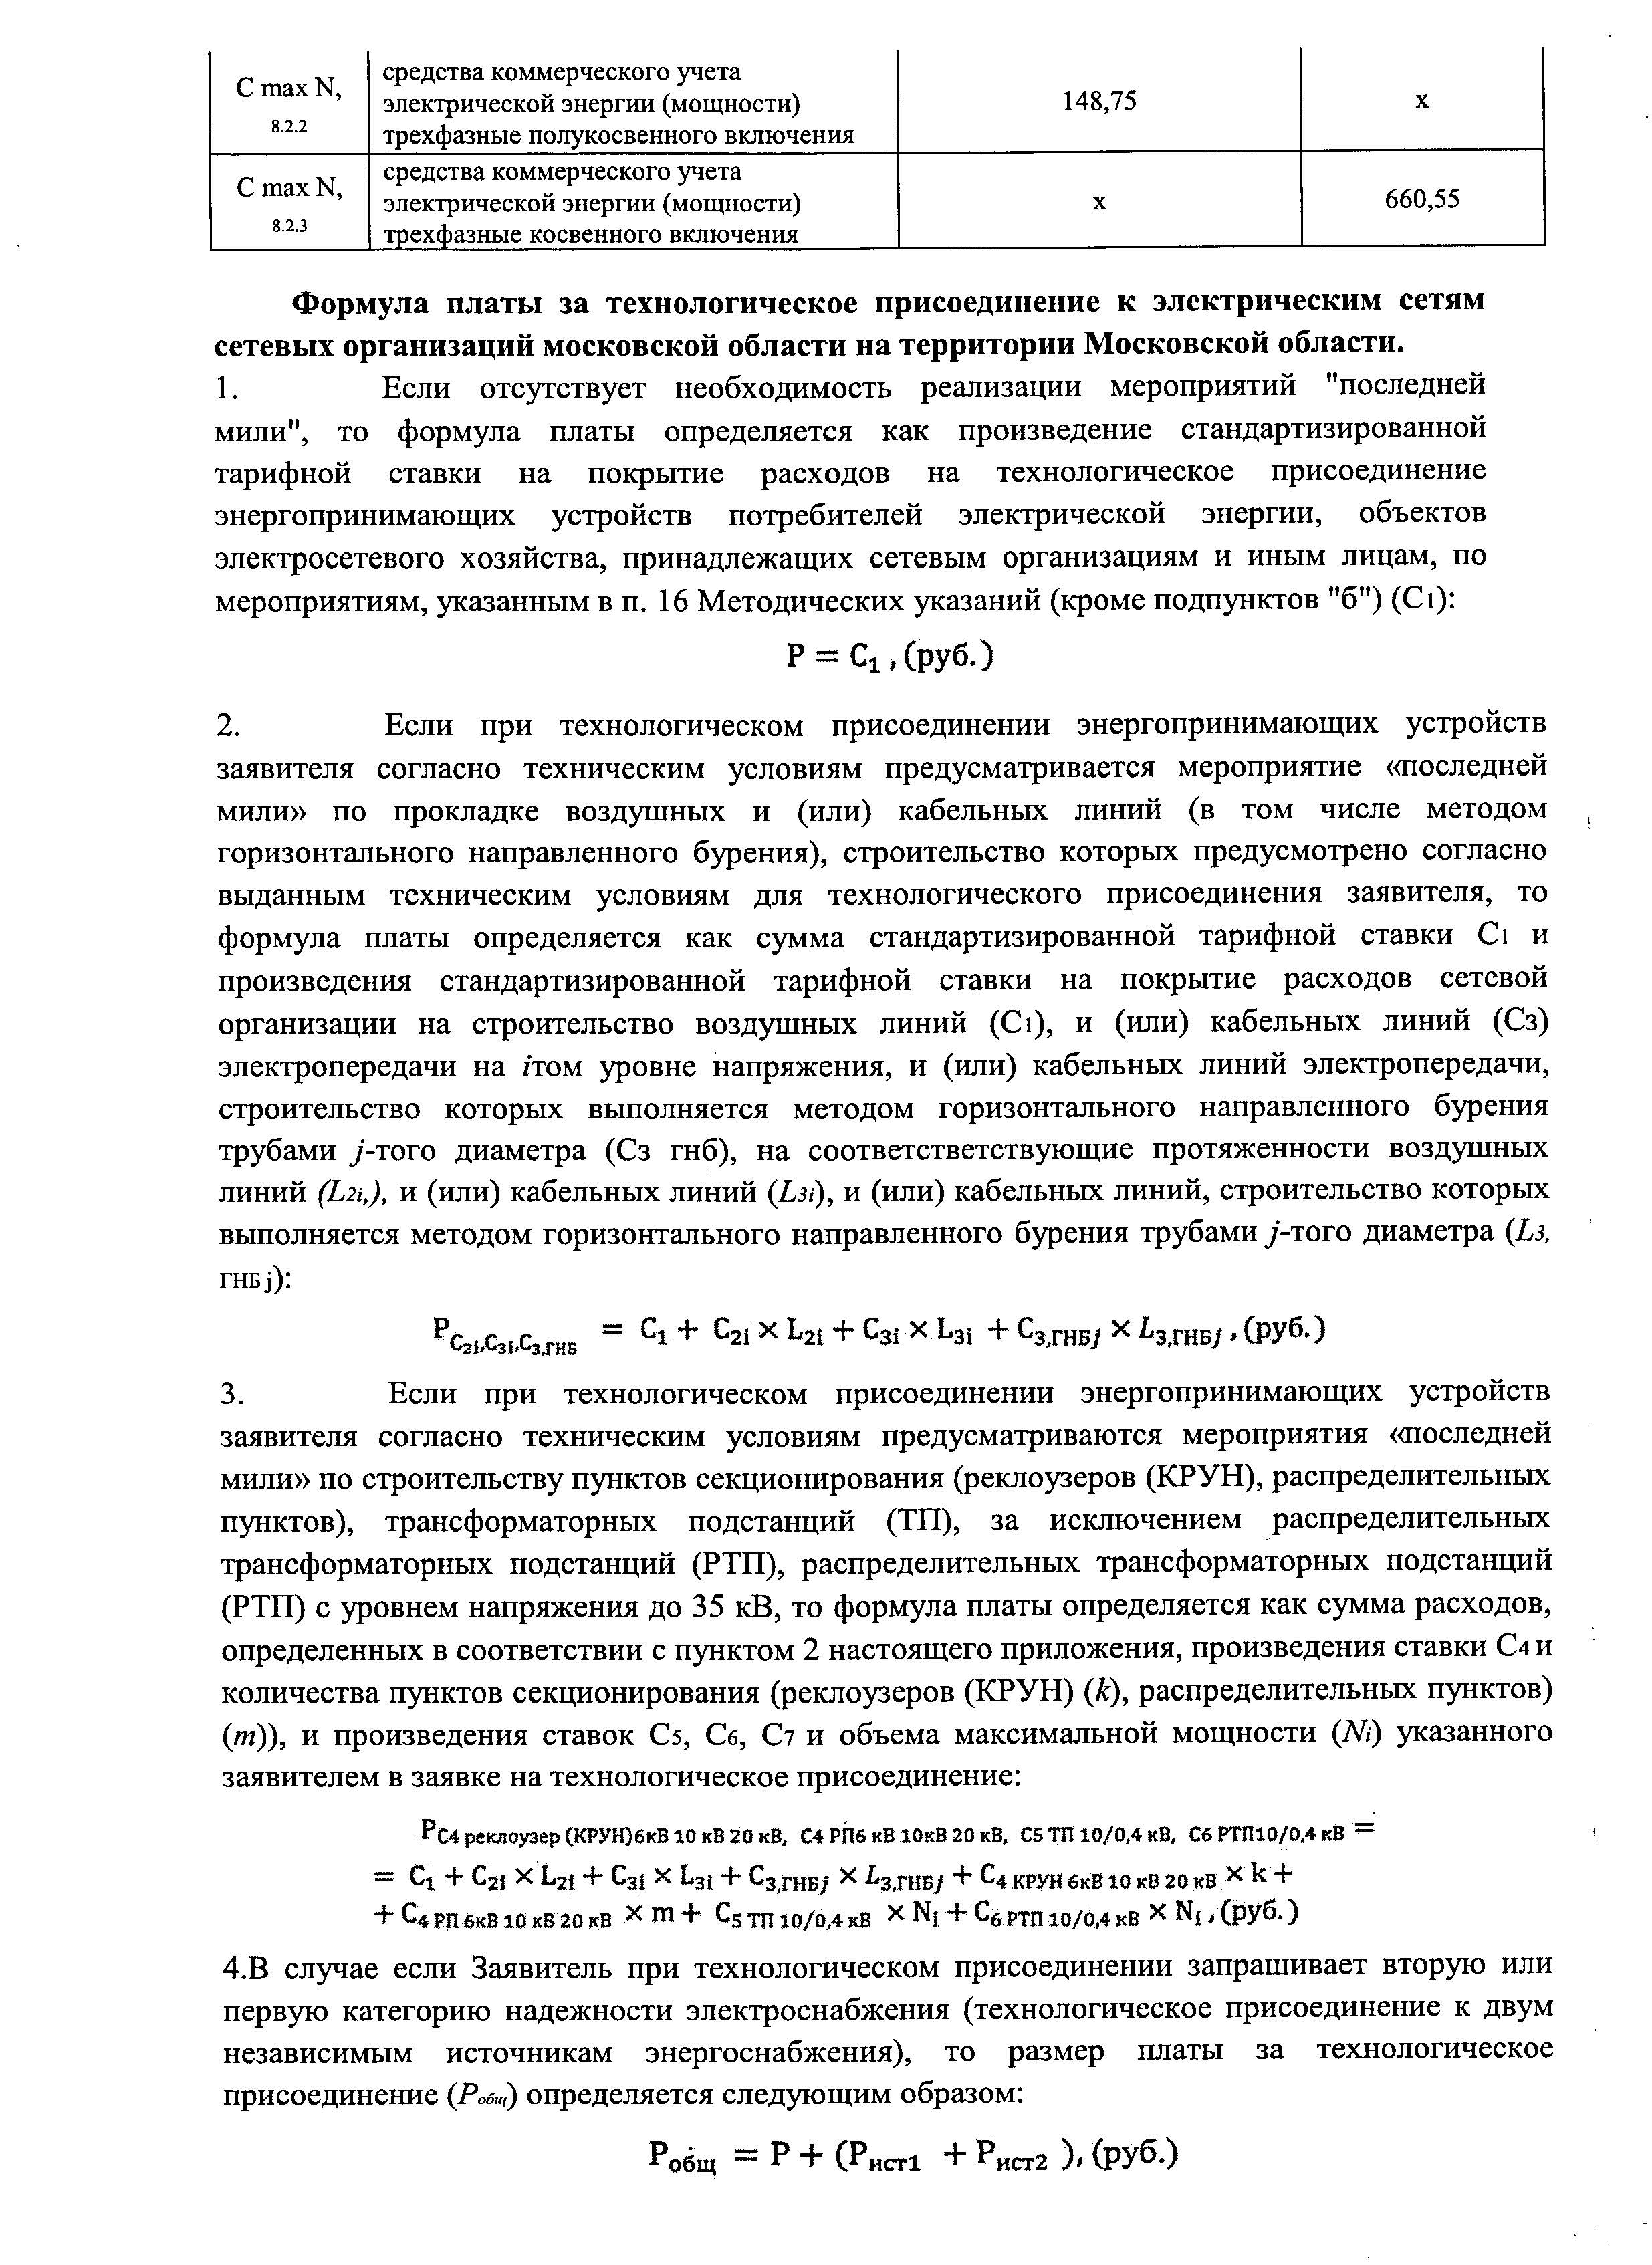 C max N,
8.2.2
средства коммерческого учета
электрической энергии (мощности)
трехфазные полукосвенного включения
148,75
х
C max N,
8.2.3
средства коммерческого учета
электрической энергии (мощности)
трехфазные косвенного включения
х
660,55
Формула платы за технологическое присоединение к электрическим сетям
сетевых организаций московской области на территории Московской области.
1. Если отсутствует необходимость реализации мероприятий "последней
мили", то формула платы определяется как произведение стандартизированной
тарифной ставки на покрытие расходов на технологическое присоединение
энергопринимающих устройств потребителей электрической энергии, объектов
электросетевого хозяйства, принадлежащих сетевым организациям и иным лицам, по
мероприятиям, указанным в п. 16 Методических указаний (кроме подпунктов "б") (C1):
P = C1 , (руб.)
2. Если при технологическом присоединении энергопринимающих устройств
заявителя согласно техническим условиям предусматривается мероприятие «последней
мили» по прокладке воздушных и (или) кабельных линий (в том числе методом
горизонтального направленного бурения), строительство которых предусмотрено согласно
выданным техническим условиям для технологического присоединения заявителя, то
формула платы определяется как сумма стандартизированной тарифной ставки C1 и
произведения стандартизированной тарифной ставки на покрытие расходов сетевой
организации на строительство воздушных линий (C1), и (или) кабельных линий (C3)
электропередачи на iтом уровне напряжения, и (или) кабельных линий электропередачи,
строительство которых выполняется методом горизонтального направленного бурения
трубами j-того диаметра (C3 гнб), на соответстветствующие протяженности воздушных
линий (L2i,), и (или) кабельных линий (L3i), и (или) кабельных линий, строительство которых
выполняется методом горизонтального направленного бурения трубами j-того диаметра (L3,
ГНБ j):
P C2i,C3i,C3,ГНБ = C1 + C2i × L2i + C3i × L3i + C3,ГНБj × L3,ГНБj , (руб.)
3. Если при технологическом присоединении энергопринимающих устройств
заявителя согласно техническим условиям предусматриваются мероприятия «последней
мили» по строительству пунктов секционирования (реклоузеров (КРУН), распределительных
пунктов), трансформаторных подстанций (ТП), за исключением распределительных
трансформаторных подстанций (РТП), распределительных трансформаторных подстанций
(РТП) с уровнем напряжения до 35 кВ, то формула платы определяется как сумма расходов,
определенных в соответствии с пунктом 2 настоящего приложения, произведения ставки C4 и
количества пунктов секционирования (реклоузеров (КРУН) (k), распределительных пунктов)
(m)), и произведения ставок C5, C6, C7 и объема максимальной мощности (Ni) указанного
заявителем в заявке на технологическое присоединение:
P C4 реклоузер (КРУН)6кВ 10 кВ 20 кВ, C4 РП6 кВ 10кВ 20 кВ, C5 ТП 10/0,4 кВ, C6 РТП10/0,4 кВ =
= C1 + C2i × L2i + C3i × L3i + C3,ГНБj × L3,ГНБj + C4 КРУН 6кВ 10 кВ 20 кВ × k +
+ C4 РП 6кВ 10 кВ 20 кВ × m + C5 ТП 10/0,4 кВ × Ni + C6 РТП 10/0,4 кВ × Ni , (руб.)
4.В случае если Заявитель при технологическом присоединении запрашивает вторую или
первую категорию надежности электроснабжения (технологическое присоединение к двум
независимым источникам энергоснабжения), то размер платы за технологическое
присоединение (Pобщ) определяется следующим образом:
Pобщ = P + (Pист1 + Pист2 ), (руб.)